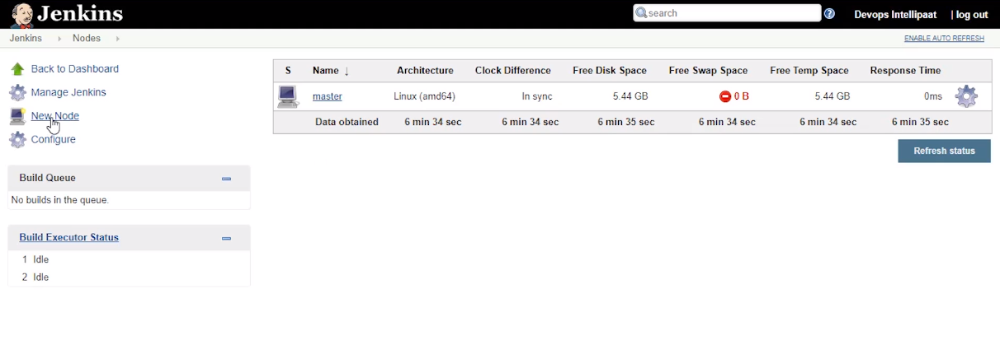 Jenkins
search
Devops Intellipaat | log out
Jenkins Nodes
ENABLE AUTO REFRESH
Back to Dashboard
Manage Jenkins
New Node
Configure
Build Queue
No builds in the queue.
Build Executor Status
1 Idle
2 Idle
S Name ↓ Architecture Clock Difference Free Disk Space Free Swap Space Free Temp Space Response Time
master Linux (amd64) In sync 5.44 GB 0 B 5.44 GB 0ms
Data obtained 6 min 34 sec 6 min 34 sec 6 min 35 sec 6 min 34 sec 6 min 34 sec 6 min 35 sec
Refresh status